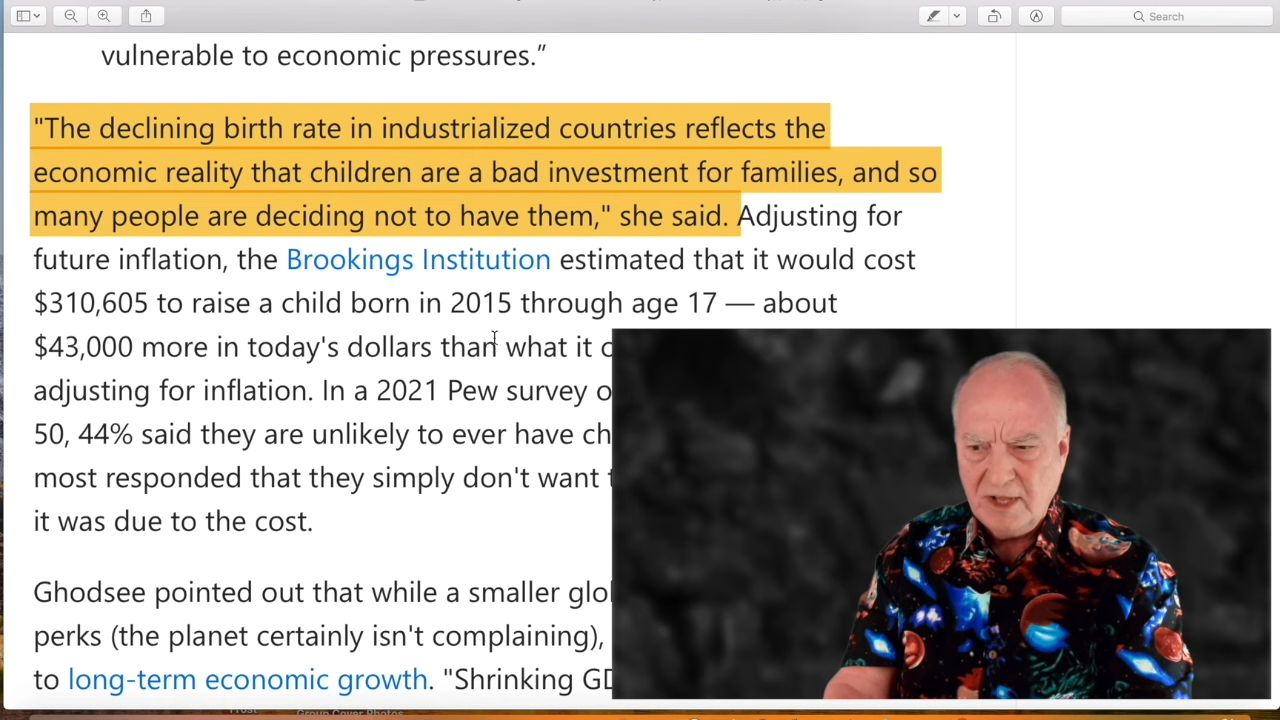 Search
vulnerable to economic pressures.”
"The declining birth rate in industrialized countries reflects the
economic reality that children are a bad investment for families, and so
many people are deciding not to have them," she said. Adjusting for
future inflation, the Brookings Institution estimated that it would cost
$310,605 to raise a child born in 2015 through age 17 — about
$43,000 more in today's dollars than what it
adjusting for inflation. In a 2021 Pew survey
50, 44% said they are unlikely to ever have
most responded that they simply don't want
it was due to the cost.
Ghodsee pointed out that while a smaller
perks (the planet certainly isn't complaining),
to long-term economic growth. "Shrinking
Group Cover Photos